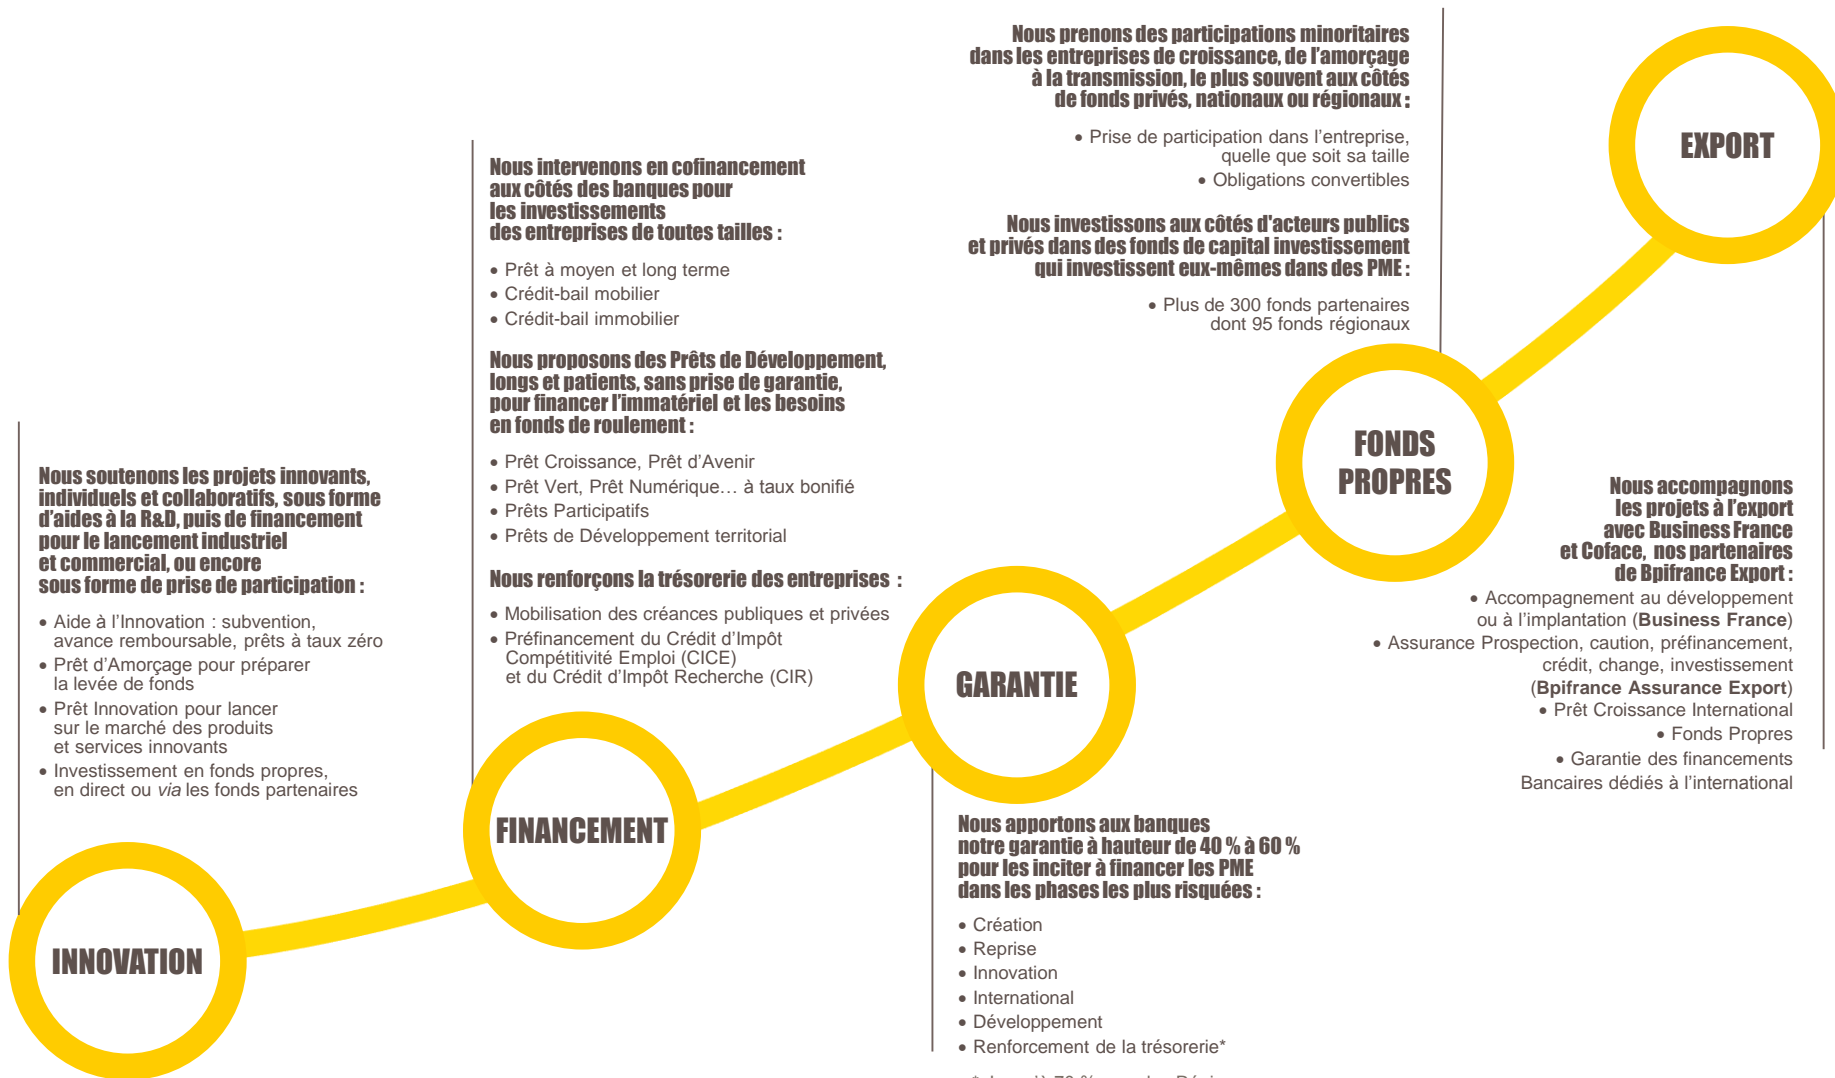 Nous soutenons les projets innovants,
individuels et collaboratifs, sous forme
d’aides à la R&D, puis de financement
pour le lancement industriel
et commercial, ou encore
sous forme de prise de participation :
• Aide à l’Innovation : subvention,
avance remboursable, prêts à taux zéro
• Prêt d’Amorçage pour préparer
la levée de fonds
• Prêt Innovation pour lancer
sur le marché des produits
et services innovants
• Investissement en fonds propres,
en direct ou via les fonds partenaires
INNOVATION
Nous intervenons en cofinancement
aux côtés des banques pour
les investissements
des entreprises de toutes tailles :
• Prêt à moyen et long terme
• Crédit-bail mobilier
• Crédit-bail immobilier
Nous proposons des Prêts de Développement,
longs et patients, sans prise de garantie,
pour financer l’immatériel et les besoins
en fonds de roulement :
• Prêt Croissance, Prêt d’Avenir
• Prêt Vert, Prêt Numérique… à taux bonifié
• Prêts Participatifs
• Prêts de Développement territorial
Nous renforçons la trésorerie des entreprises :
• Mobilisation des créances publiques et privées
• Préfinancement du Crédit d’Impôt
Compétitivité Emploi (CICE)
et du Crédit d’Impôt Recherche (CIR)
FINANCEMENT
GARANTIE
Nous apportons aux banques
notre garantie à hauteur de 40 % à 60 %
pour les inciter à financer les PME
dans les phases les plus risquées :
• Création
• Reprise
• Innovation
• International
• Développement
• Renforcement de la trésorerie*
Nous prenons des participations minoritaires
dans les entreprises de croissance, de l’amorçage
à la transmission, le plus souvent aux côtés
de fonds privés, nationaux ou régionaux :
• Prise de participation dans l’entreprise,
quelle que soit sa taille
• Obligations convertibles
Nous investissons aux côtés d'acteurs publics
et privés dans des fonds de capital investissement
qui investissent eux-mêmes dans des PME :
• Plus de 300 fonds partenaires
dont 95 fonds régionaux
FONDS
PROPRES
EXPORT
Nous accompagnons
les projets à l’export
avec Business France
et Coface, nos partenaires
de Bpifrance Export :
• Accompagnement au développement
ou à l’implantation (Business France)
• Assurance Prospection, caution, préfinancement,
crédit, change, investissement
(Bpifrance Assurance Export)
• Prêt Croissance International
• Fonds Propres
• Garantie des financements
Bancaires dédiés à l’international